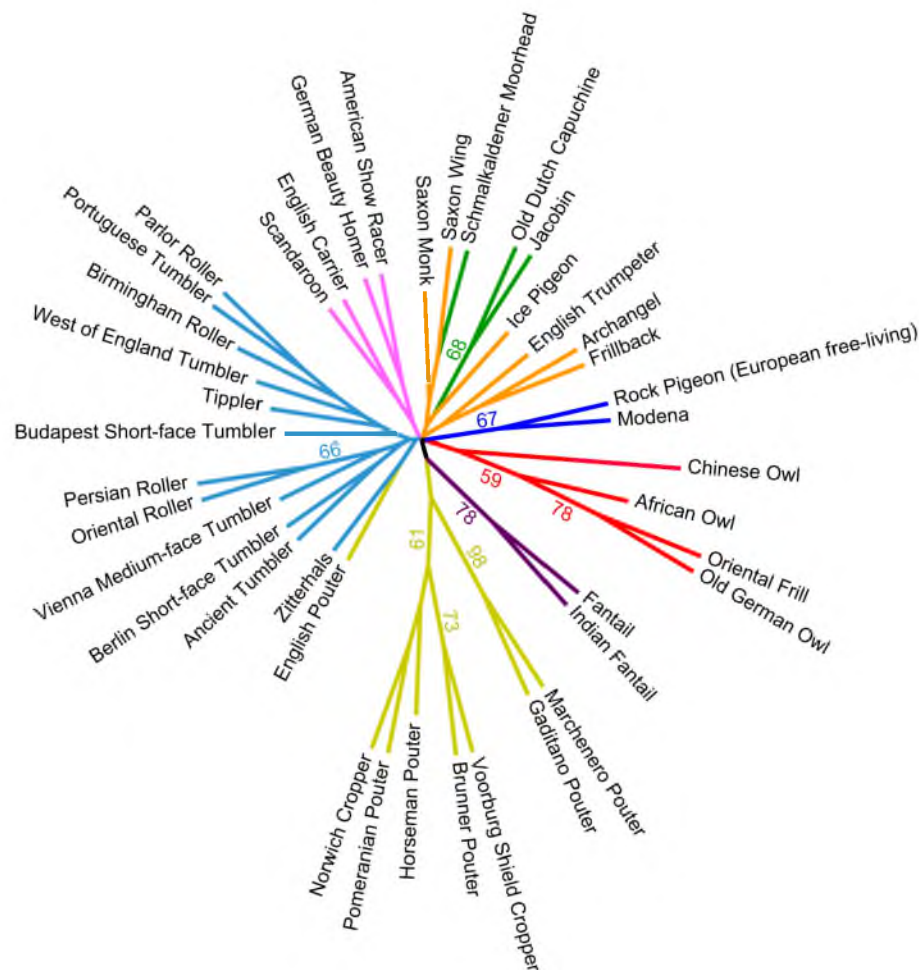 American Show Racer
German Beauty Homer
English Carrier
Scandaroon
Saxon Monk
Saxon Wing
Schmalkaldener Moorhead
Old Dutch Capuchine
Jacobin
Ice Pigeon
English Trumpeter
Archangel
Frillback
Rock Pigeon (European free-living)
Modena
Chinese Owl
African Owl
Oriental Frill
Old German Owl
Fantail
Indian Fantail
Marchenero Pouter
Gaditano Pouter
Voorburg Shield Cropper
Brunner Pouter
Horseman Pouter
Pomeranian Pouter
Norwich Cropper
English Pouter
Zitterhals
Ancient Tumbler
Berlin Short-face Tumbler
Vienna Medium-face Tumbler
Oriental Roller
Persian Roller
Budapest Short-face Tumbler
Tippler
West of England Tumbler
Birmingham Roller
Portuguese Tumbler
Parlor Roller
68
67
59
78
78
98
61
73
66